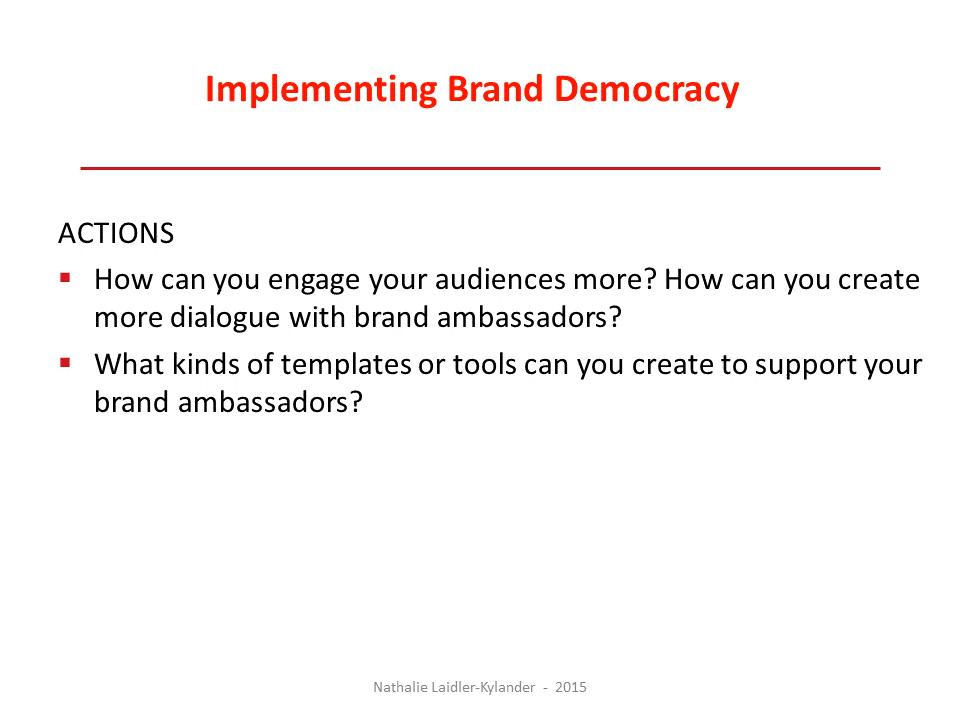 Implementing Brand Democracy
ACTIONS
▪ How can you engage your audiences more? How can you create
more dialogue with brand ambassadors?
▪ What kinds of templates or tools can you create to support your
brand ambassadors?
Nathalie Laidler-Kylander - 2015